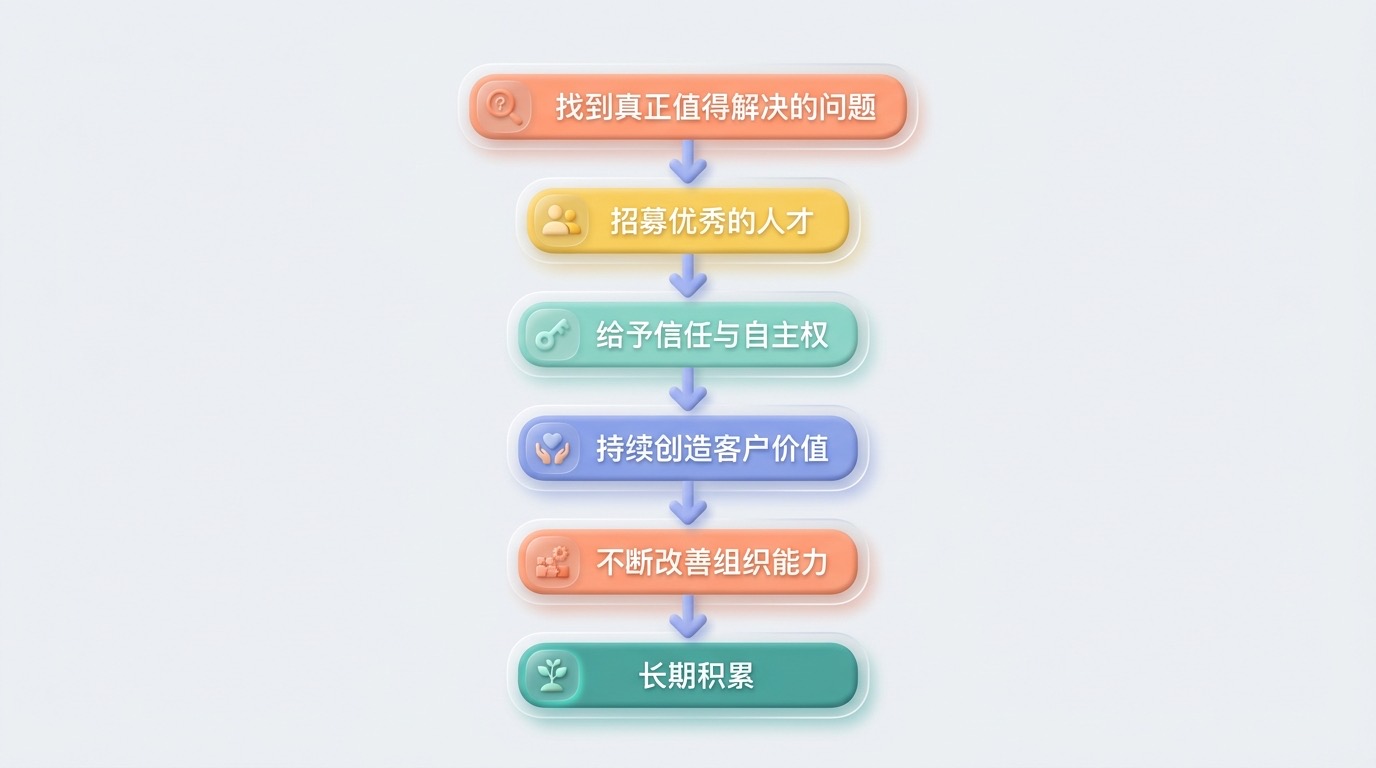 找到真正值得解决的问题
招募优秀的人才
给予信任与自主权
持续创造客户价值
不断改善组织能力
长期积累